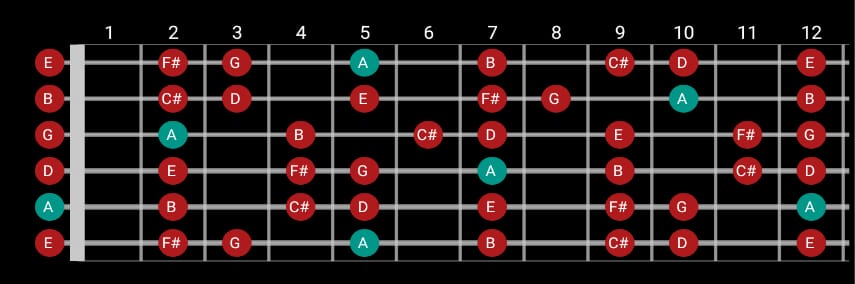 1 2 3 4 5 6 7 8 9 10 11 12
E F# G A B C# D E
B C# D E F# G A B
G A B C# D E F# G
D E F# G A B C# D
A B C# D E F# G A
E F# G A B C# D E